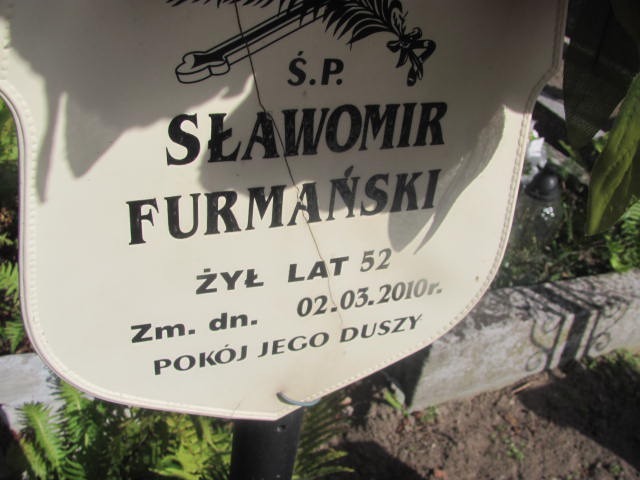 Ś.P.
SŁAWOMIR
FURMAŃSKI
ŻYŁ LAT 52
Zm. dn. 02.03.2010r.
POKÓJ JEGO DUSZY